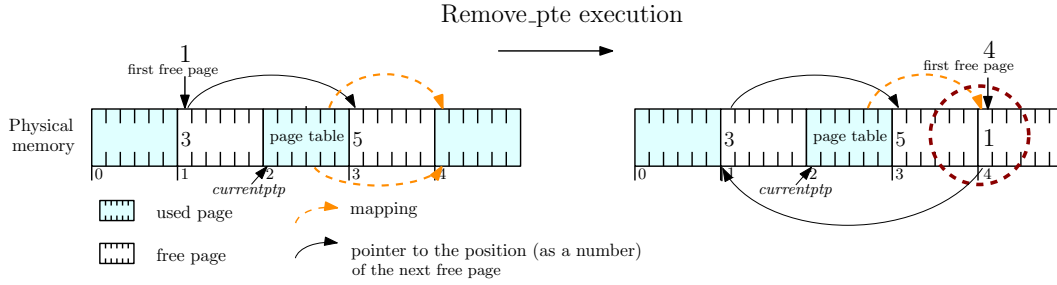 Remove_pte execution
1
first free page
4
first free page
Physical
memory
3
page table
5
3
page table
5
1
0
1
2
3
4
0
1
2
3
4
currentptp
currentptp
used page
mapping
free page
pointer to the position (as a number)
of the next free page